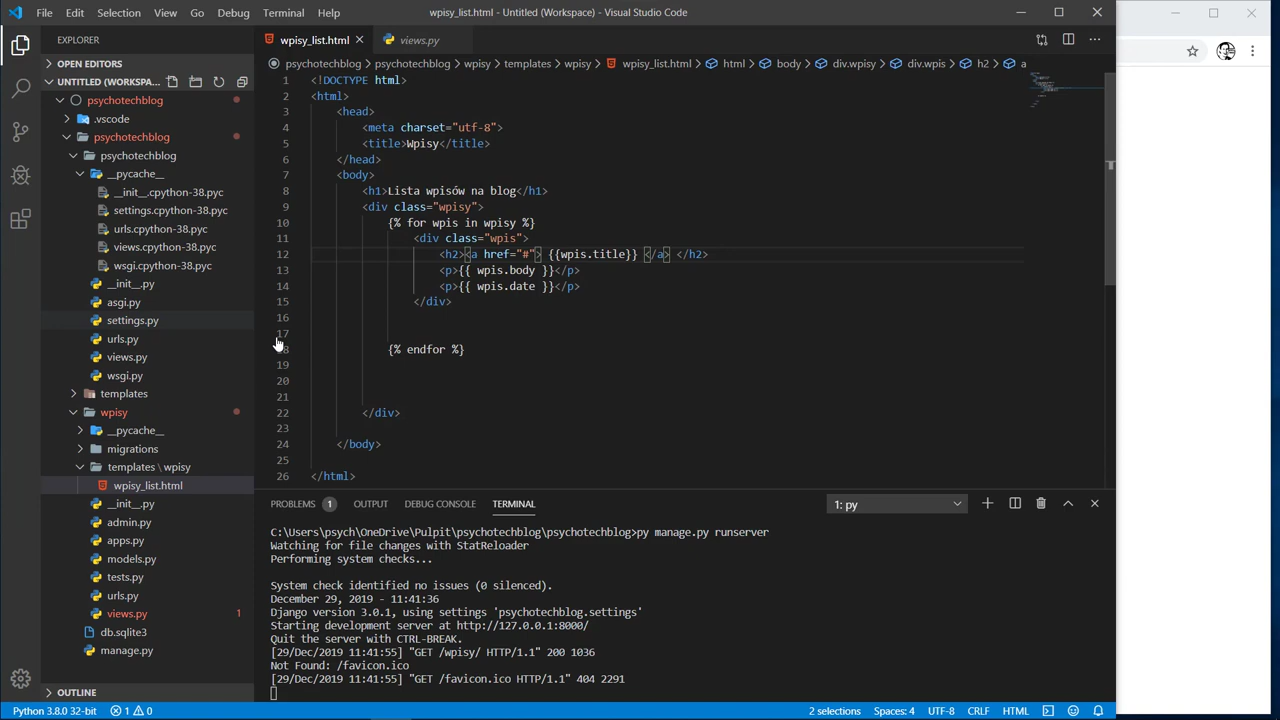 File Edit Selection View Go Debug Terminal Help
wpisy_list.html - Untitled (Workspace) - Visual Studio Code
EXPLORER
OPEN EDITORS
UNTITLED (WORKSPA...
psychotechblog
.vscode
psychotechblog
psychotechblog
__pycache__
__init__.cpython-38.pyc
settings.cpython-38.pyc
urls.cpython-38.pyc
views.cpython-38.pyc
wsgi.cpython-38.pyc
__init__.py
asgi.py
settings.py
urls.py
views.py
wsgi.py
templates
wpisy
__pycache__
migrations
templates \ wpisy
wpisy_list.html
__init__.py
admin.py
apps.py
models.py
tests.py
urls.py
views.py 1
db.sqlite3
manage.py
OUTLINE
wpisy_list.html views.py
psychotechblog psychotechblog wpisy templates wpisy wpisy_list.html html body div.wpisy div.wpis h2 a
1 <!DOCTYPE html>
2 <html>
3 <head>
4 <meta charset="utf-8">
5 <title>Wpisy</title>
6 </head>
7 <body>
8 <h1>Lista wpisów na blog</h1>
9 <div class="wpisy">
10 {% for wpis in wpisy %}
11 <div class="wpis">
12 <h2><a href="#"> {{wpis.title}} </a> </h2>
13 <p>{{ wpis.body }}</p>
14 <p>{{ wpis.date }}</p>
15 </div>
16
17
8 {% endfor %}
19
20
21
22 </div>
23
24 </body>
25
26 </html>
PROBLEMS 1 OUTPUT DEBUG CONSOLE TERMINAL 1: py
C:\Users\psych\OneDrive\Pulpit\psychotechblog\psychotechblog>py manage.py runserver
Watching for file changes with StatReloader
Performing system checks...
System check identified no issues (0 silenced).
December 29, 2019 - 11:41:36
Django version 3.0.1, using settings 'psychotechblog.settings'
Starting development server at http://127.0.0.1:8000/
Quit the server with CTRL-BREAK.
[29/Dec/2019 11:41:55] "GET /wpisy/ HTTP/1.1" 200 1036
Not Found: /favicon.ico
[29/Dec/2019 11:41:55] "GET /favicon.ico HTTP/1.1" 404 2291
Python 3.8.0 32-bit 1 0 2 selections Spaces: 4 UTF-8 CRLF HTML